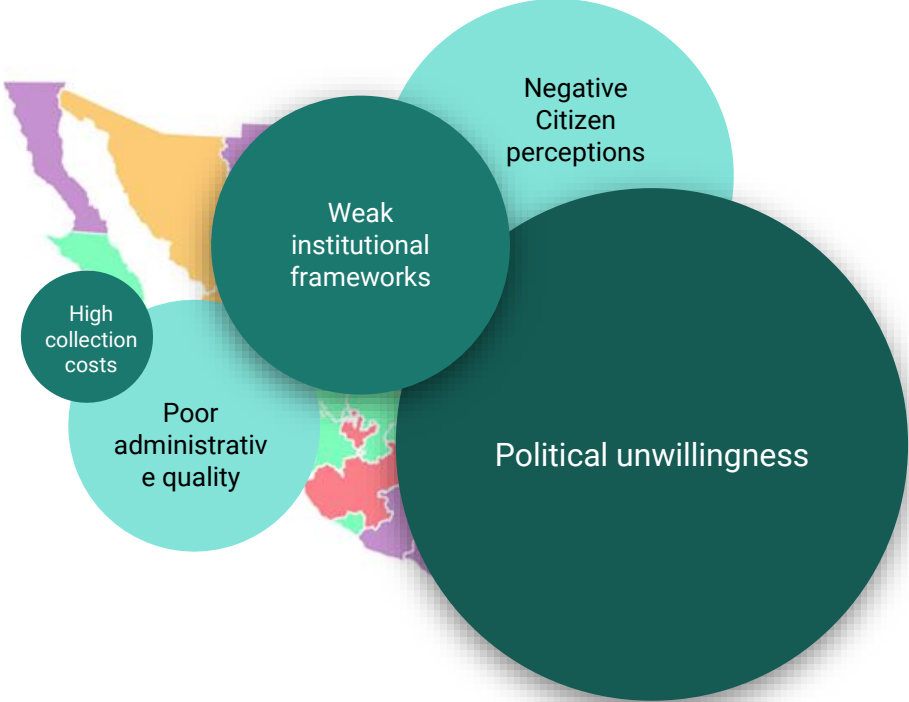 Negative
Citizen
perceptions
Weak
institutional
frameworks
High
collection
costs
Poor
administrativ
e quality
Political unwillingness